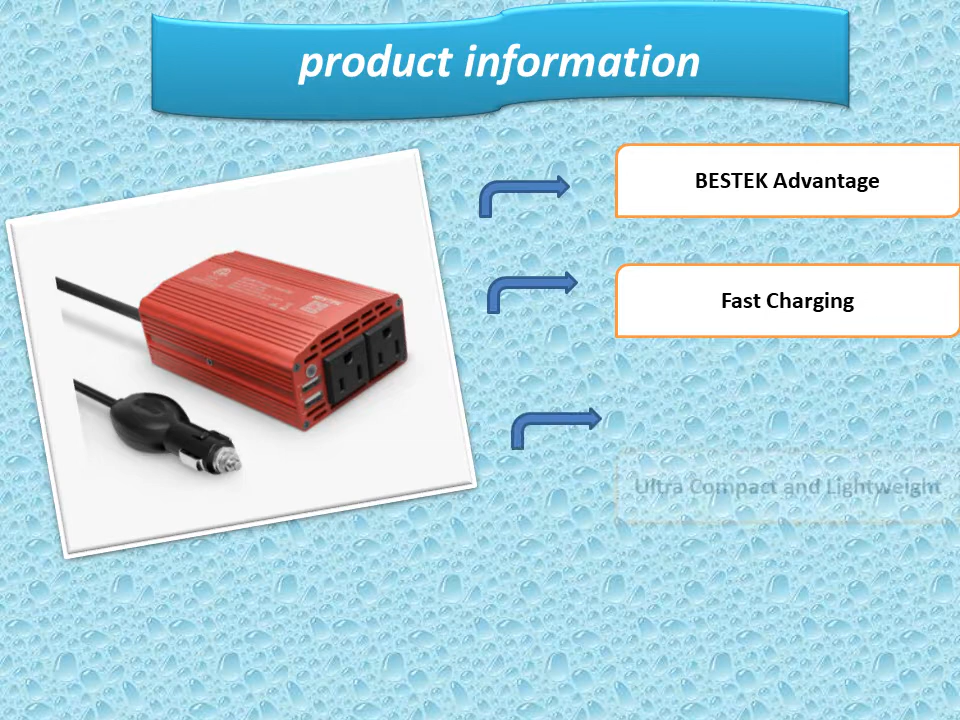 product information
BESTEK Advantage
Fast Charging
Ultra Compact and Lightweight